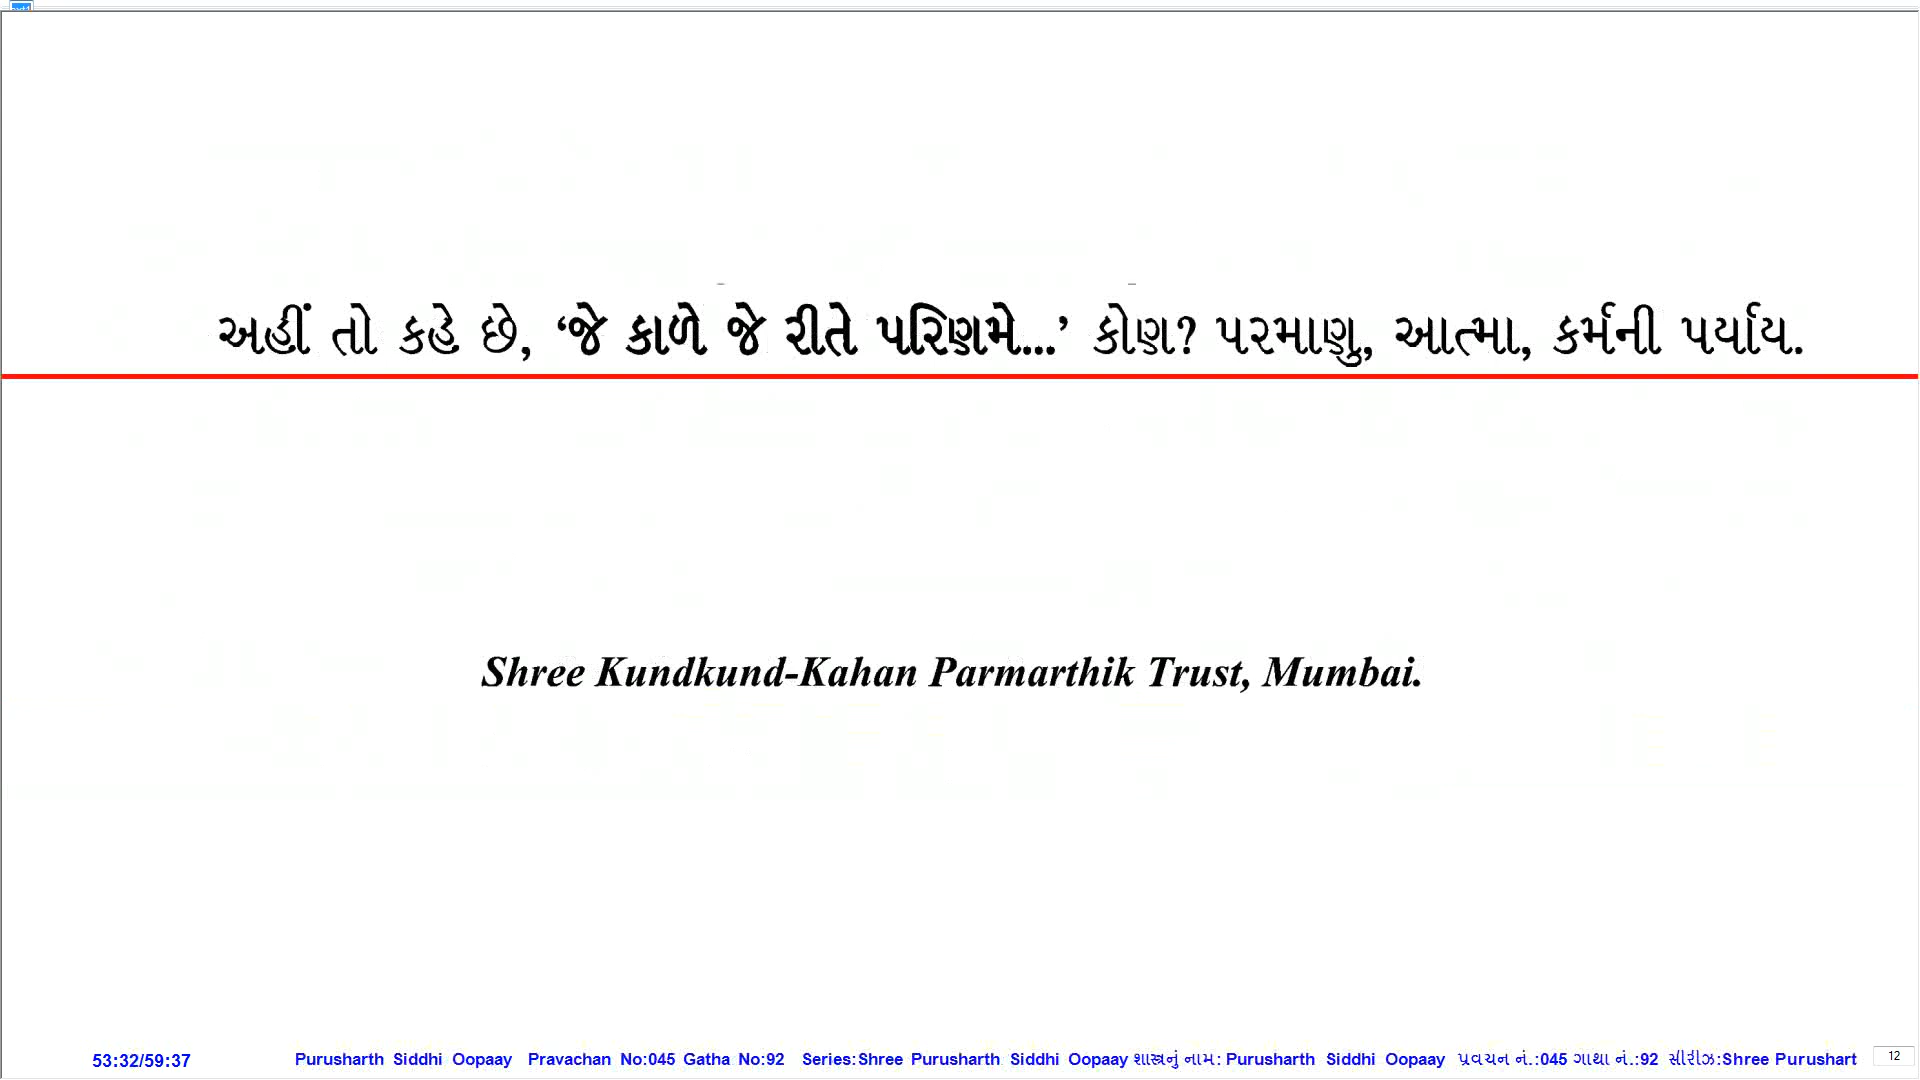 અહીં તો કહે છે, ‘જે કાળે જે રીતે પરિણમે...’ કોણ? પરમાણુ, આત્મા, કર્મની પર્યાય.
Shree Kundkund-Kahan Parmarthik Trust, Mumbai.
53:32/59:37 Purusharth Siddhi Oopaay Pravachan No:045 Gatha No:92 Series:Shree Purusharth Siddhi Oopaay શાસ્ત્રનું નામ: Purusharth Siddhi Oopaay પ્રવચન નં.:045 ગાથા નં.:92 સીરીઝ:Shree Purushart 12